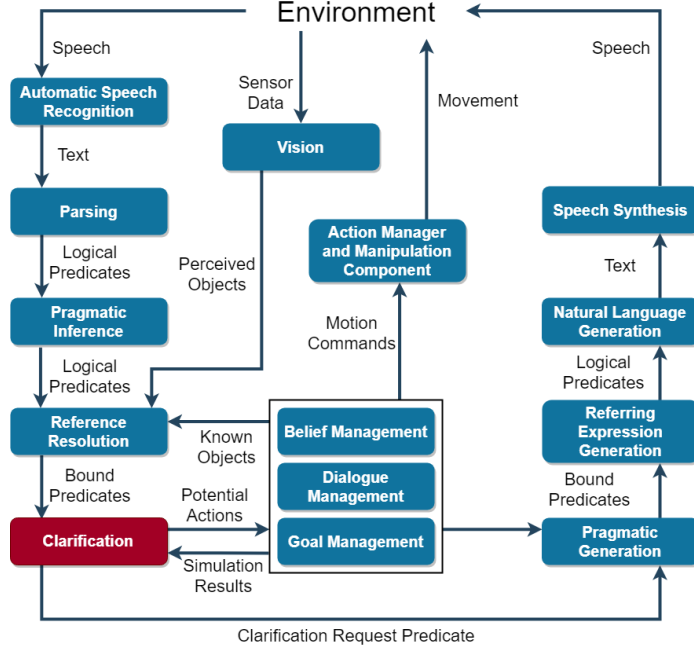 Environment
Speech
Sensor
Data
Movement
Speech
Automatic Speech
Recognition
Vision
Text
Parsing
Action Manager
and Manipulation
Component
Speech Synthesis
Logical
Predicates
Perceived
Objects
Text
Pragmatic
Inference
Motion
Commands
Natural Language
Generation
Logical
Predicates
Logical
Predicates
Reference
Resolution
Known
Objects
Belief Management
Referring
Expression
Generation
Bound
Predicates
Potential
Actions
Dialogue
Management
Bound
Predicates
Clarification
Goal Management
Pragmatic
Generation
Simulation
Results
Clarification Request Predicate